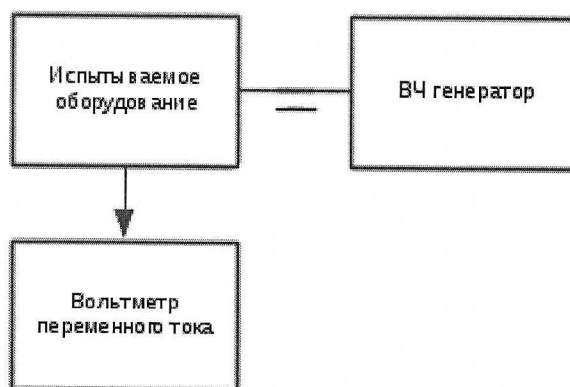 Испытываемое
оборудование
ВЧ генератор
Вольтметр
переменного тока